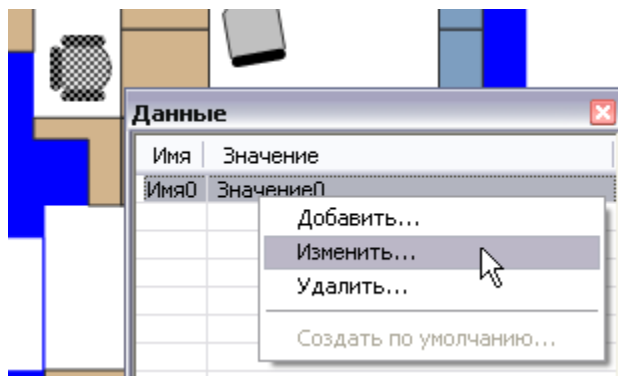 Данные
Имя Значение
Имя0 Значение0
Добавить...
Изменить...
Удалить...
Создать по умолчанию...